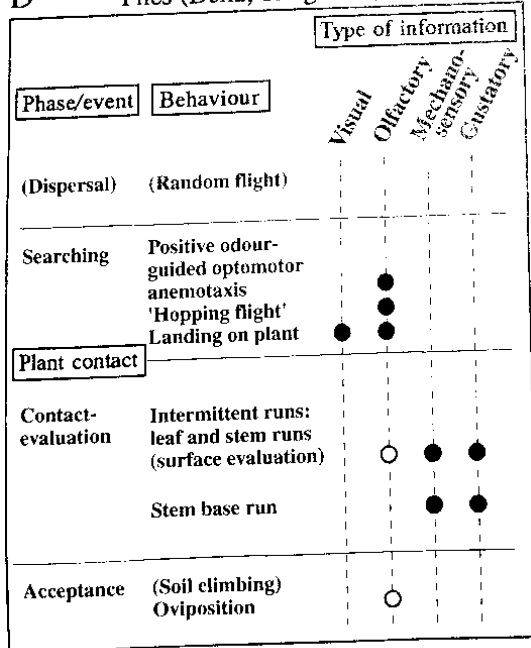 Type of information
Phase/event Behaviour Visual Olfactory Mechano-sensory Gustatory
(Dispersal) (Random flight)
Searching Positive odour-
guided optomotor
anemotaxis
'Hopping flight'
Landing on plant
Plant contact
Contact- Intermittent runs:
evaluation leaf and stem runs
(surface evaluation)
Stem base run
Acceptance (Soil climbing)
Oviposition